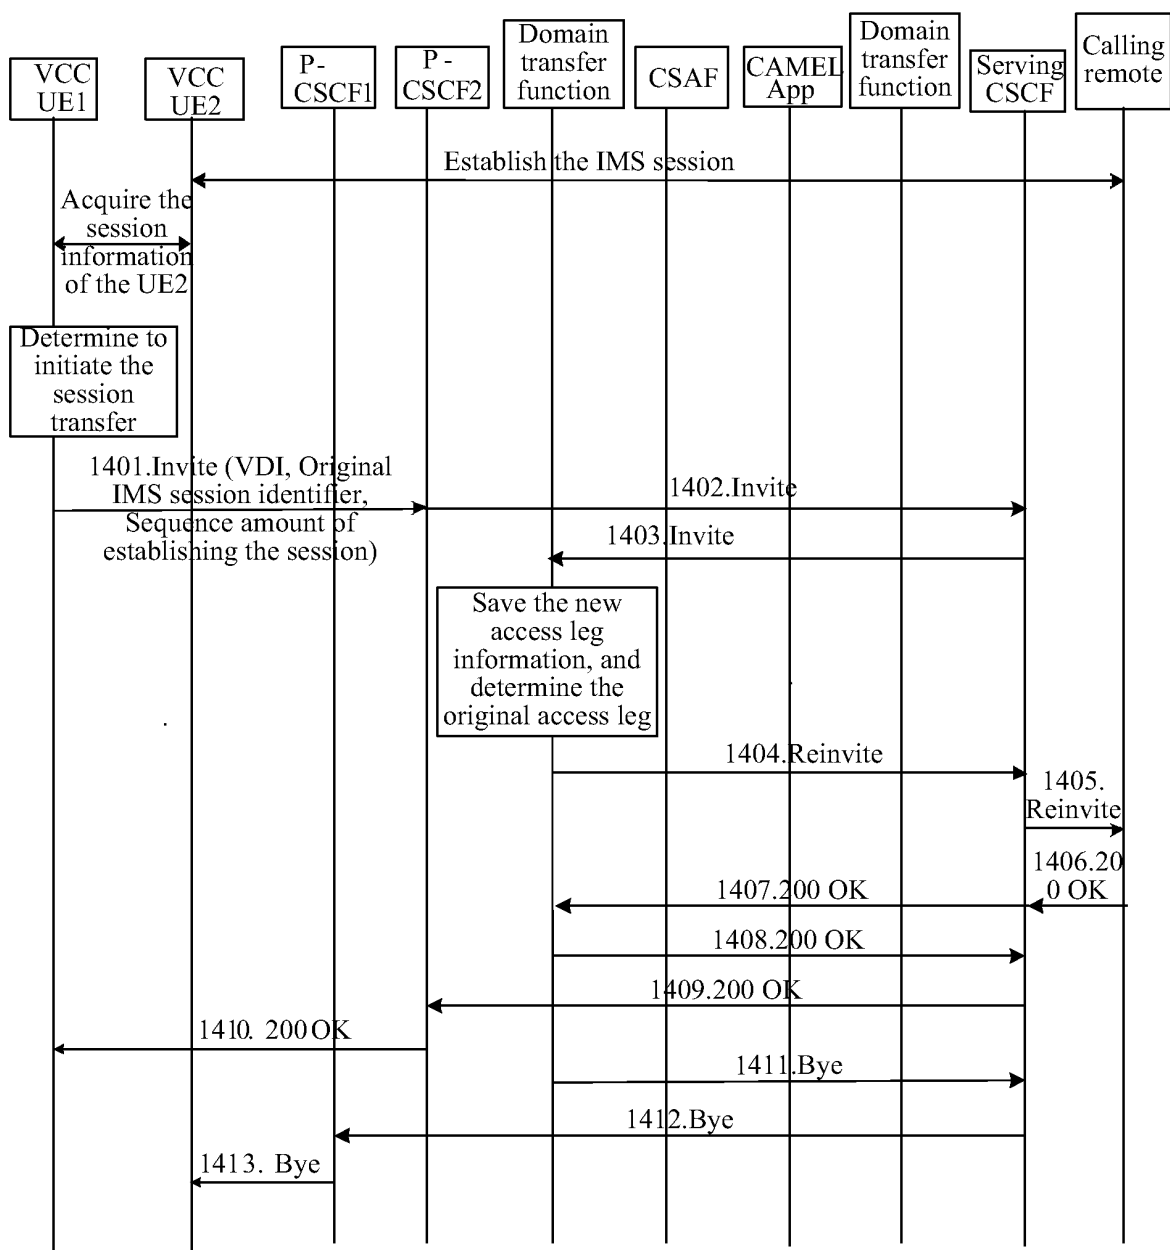 VCC
UE1
VCC
UE2
P-
CSCF1
P -
CSCF2
Domain
transfer
function
CSAF
CAMEL
App
Domain
transfer
function
Serving
CSCF
Calling
remote
Establish the IMS session
Acquire the
session
information
of the UE2
Determine to
initiate the
session
transfer
1401.Invite (VDI, Original
IMS session identifier,
Sequence amount of
establishing the session)
1402.Invite
1403.Invite
Save the new
access leg
information, and
determine the
original access leg
1404.Reinvite
1405.
Reinvite
1406.20
0 OK
1407.200 OK
1408.200 OK
1409.200 OK
1410. 200 OK
1411.Bye
1412.Bye
1413. Bye